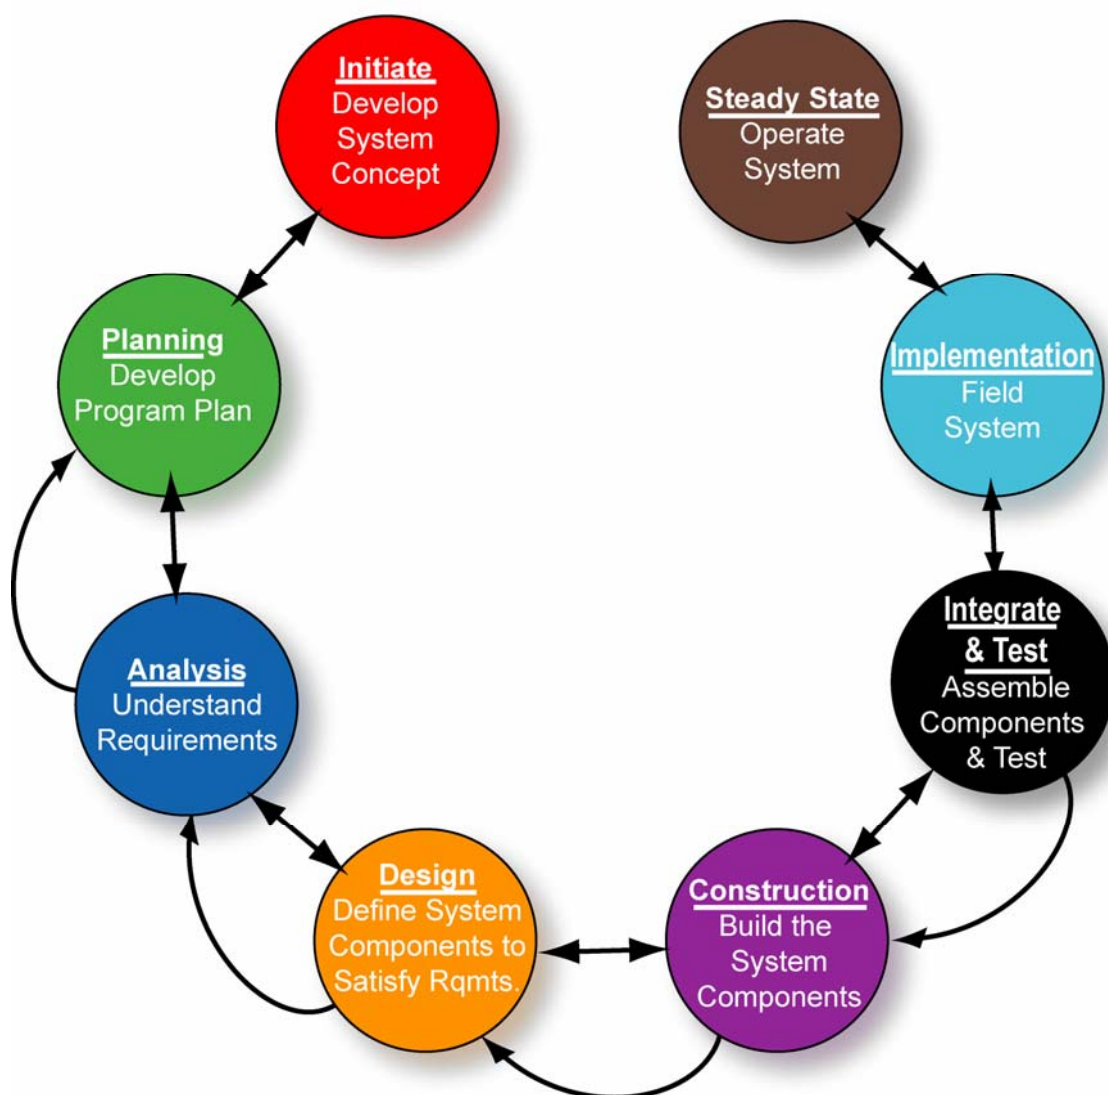 Initiate
Develop
System
Concept
Planning
Develop
Program Plan
Analysis
Understand
Requirements
Design
Define System
Components to
Satisfy Rqmts.
Construction
Build the
System
Components
Integrate
& Test
Assemble
Components
& Test
Implementation
Field
System
Steady State
Operate
System